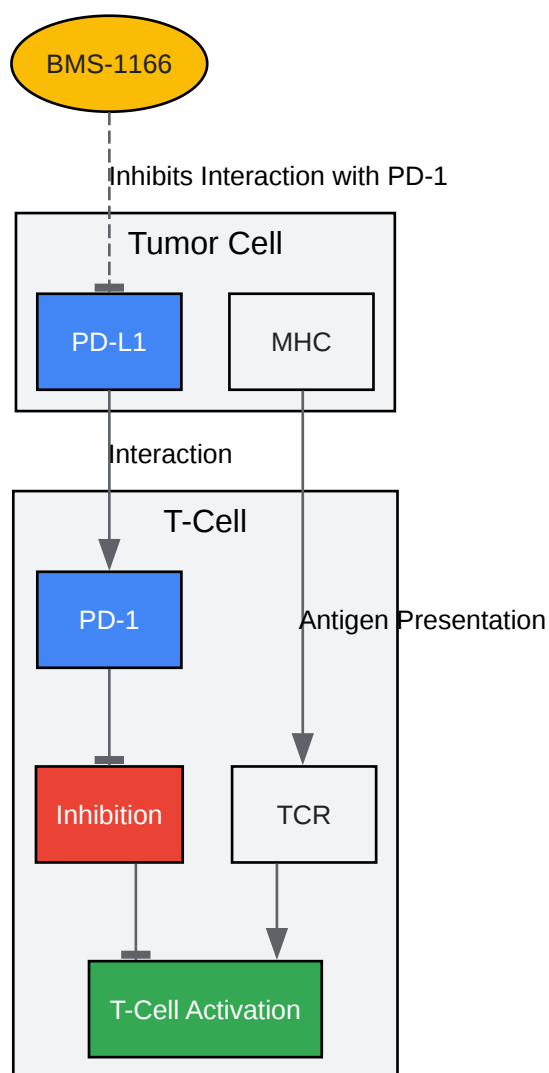 BMS-1166
Inhibits Interaction with PD-1
Tumor Cell
PD-L1
MHC
Interaction
T-Cell
PD-1
Antigen Presentation
Inhibition
TCR
T-Cell Activation